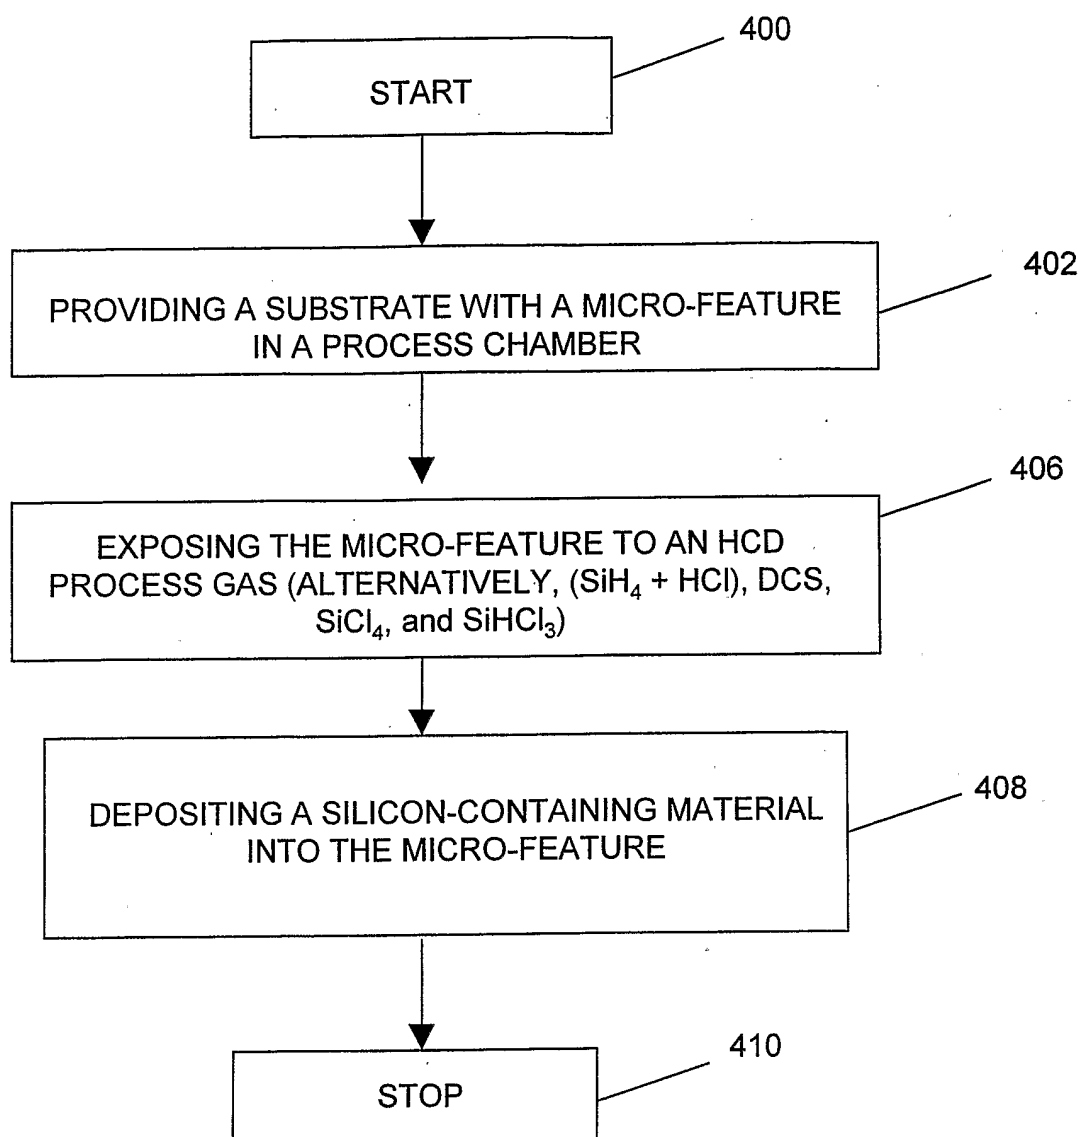 400
START
402
PROVIDING A SUBSTRATE WITH A MICRO-FEATURE
IN A PROCESS CHAMBER
406
EXPOSING THE MICRO-FEATURE TO AN HCD
PROCESS GAS (ALTERNATIVELY, (SiH₄ + HCl), DCS,
SiCl₄, and SiHCl₃)
408
DEPOSITING A SILICON-CONTAINING MATERIAL
INTO THE MICRO-FEATURE
410
STOP